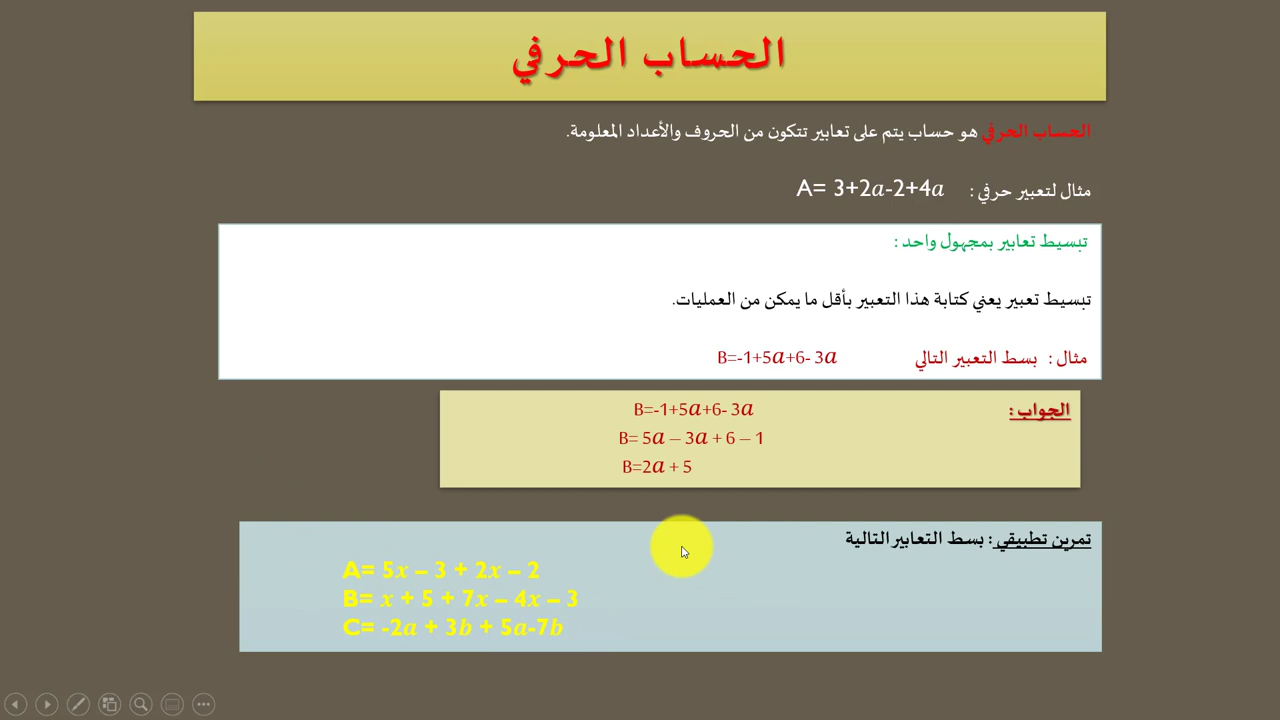 الحساب الحرفي
الحساب الحرفي هو حساب يتم على تعابير تتكون من الحروف والأعداد المعلومة.
مثال لتعبير حرفي : A= 3+2a-2+4a
تبسيط تعابير بمجهول واحد :
تبسيط تعبير يعني كتابة هذا التعبير بأقل ما يمكن من العمليات.
مثال : بسط التعبير التالي B=-1+5a+6- 3a
الجواب : B=-1+5a+6- 3a
B= 5a – 3a + 6 – 1
B=2a + 5
تمرين تطبيقي : بسط التعابير التالية
A= 5x – 3 + 2x – 2
B= x + 5 + 7x – 4x – 3
C= -2a + 3b + 5a-7b